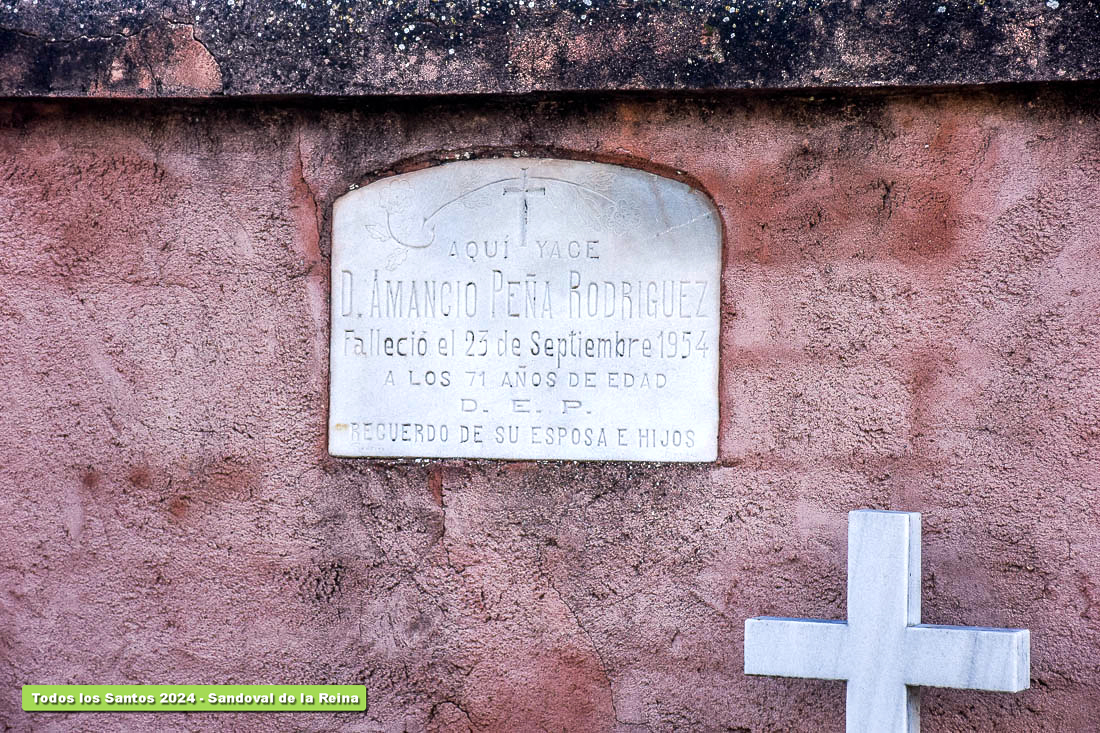 AQUÍ YACE
D. ÁMANCIO PEÑA RODRIGUEZ
Falleció el 23 de Septiembre 1954
A LOS 71 AÑOS DE EDAD
D. E. P.
RECUERDO DE SU ESPOSA E HIJOS
Todos los Santos 2024 - Sandoval de la Reina